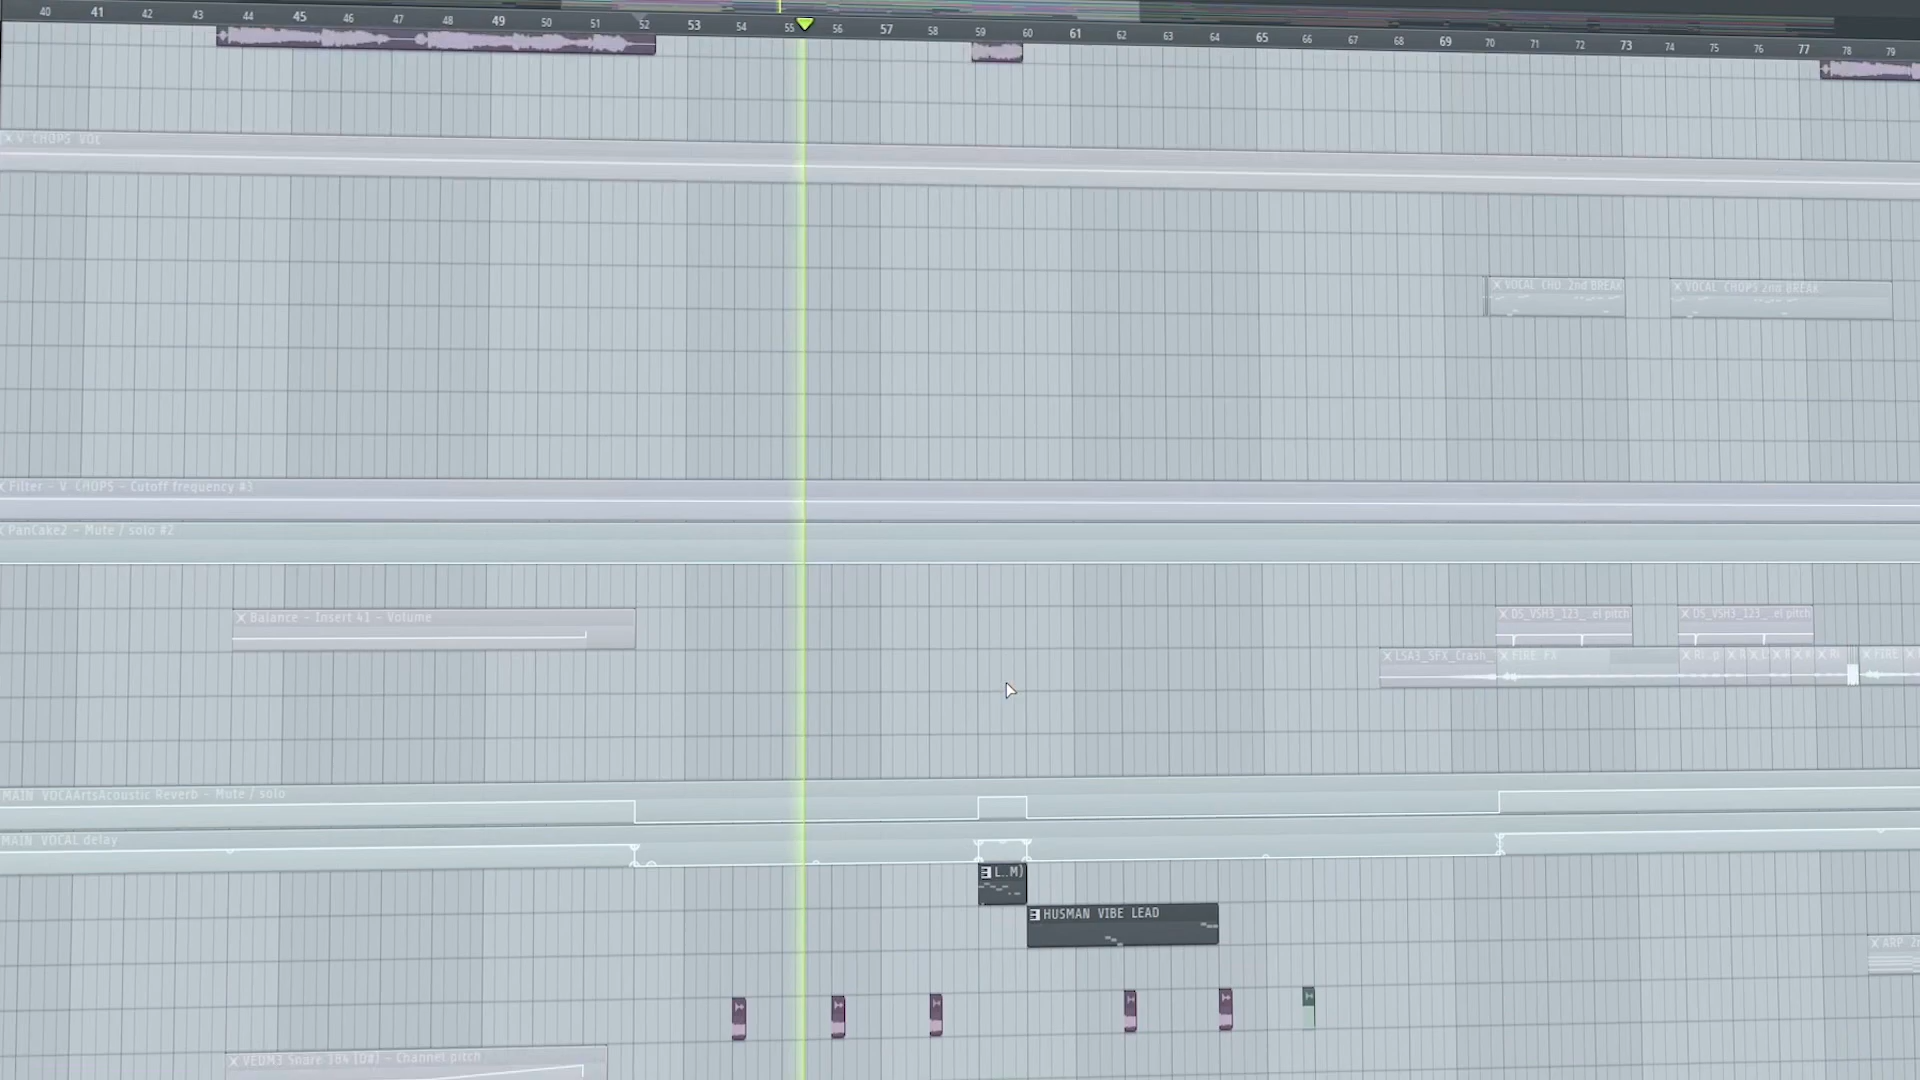 40 41 42 43 44 45 46 47 48 49 50 51 52 53 54 55 56 57 58 59 60 61 62 63 64 65 66 67 68 69 70 71 72 73 74 75 76 77 78 79
V CHOPS VOL
VOCAL CHO. 2nd BREAK
VOCAL CHOPS 2nd BREAK
Filter - V CHOPS - Cutoff frequency #3
PanCake2 - Mute / solo #2
Balance - Insert 41 - Volume
DS_VSH3_123_..el pitch
DS_VSH3_123_..el pitch
LSA3_SFX_Crash
FIRE FX
FIRE
MAIN VOCAArtsAcoustic Reverb - Mute / solo
MAIN VOCAL delay
L..M)
HUSMAN VIBE LEAD
ARP
VEDM3 Snare 184 [D#] - Channel pitch